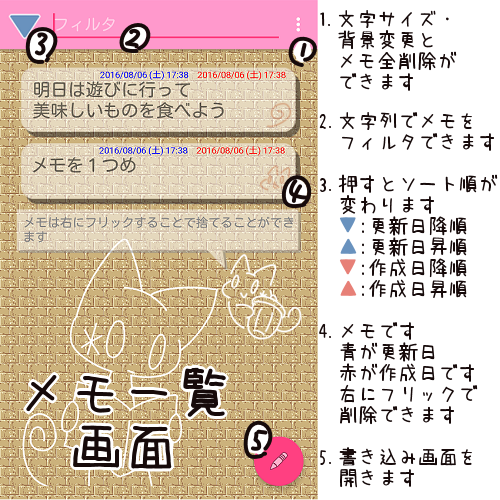 フィルタ
③
②
①
2016/08/06 (土) 17:38 2016/08/06 (土) 17:38
明日は遊びに行って
美味しいものを食べよう
2016/08/06 (土) 17:38 2016/08/06 (土) 17:38
メモを１つめ
④
メモは右にフリックすることで捨てることができ
ます
メモ一覧
画面
⑤
1. 文字サイズ・
背景変更と
メモ全削除が
できます
2. 文字列でメモを
フィルタできます
3. 押すとソート順が
変わります
▼:更新日降順
▲:更新日昇順
▼:作成日降順
▲:作成日昇順
4. メモです
青が更新日
赤が作成日です
右にフリックで
削除できます
5. 書き込み画面を
開きます